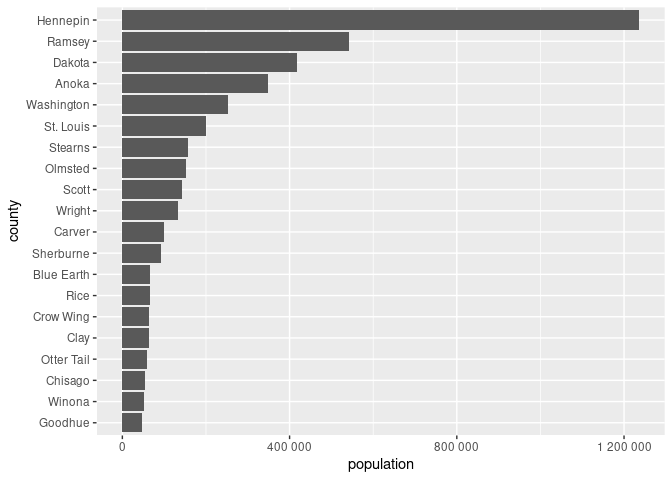 Hennepin
Ramsey
Dakota
Anoka
Washington
St. Louis
Stearns
Olmsted
Scott
Wright
Carver
Sherburne
Blue Earth
Rice
Crow Wing
Clay
Otter Tail
Chisago
Winona
Goodhue
county
0 400 000 800 000 1 200 000
population